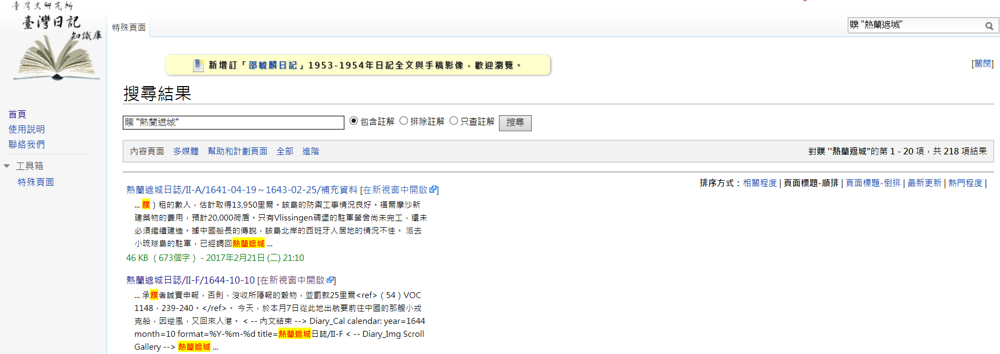 臺灣史研究所
臺灣日記
知識庫
特殊頁面
贌 "熱蘭遮城"
新增訂「邵毓麟日記」1953-1954年日記全文與手稿影像，歡迎瀏覽。
[關閉]
搜尋結果
首頁
使用說明
聯絡我們
工具箱
特殊頁面
贌 "熱蘭遮城"
包含註解 排除註解 只查註解 搜尋
內容頁面 多媒體 幫助和計劃頁面 全部 進階
對贌 "熱蘭遮城"的第 1 - 20 項，共 218 項結果
排序方式：相關程度 | 頁面標題-順排 | 頁面標題-倒排 | 最新更新 | 熱門程度 |
熱蘭遮城日誌/II-A/1641-04-19～1643-02-25/補充資料 [在新視窗中開啟]
... 贌）租的數入，估計取得13,950里爾。該島的防禦工事情況良好。福爾摩沙新
建築物的費用，預計20,000荷盾。只有Vlissingen碉堡的駐軍營舍尚未完工，還未
必須繼續建造。據中國船長的傳說，該島北岸的西班牙人居地的情況不佳。 派去
小琉球島的駐軍，已經調回熱蘭遮城 ...
46 KB （673個字） - 2017年2月21日 (二) 21:10
熱蘭遮城日誌/II-F/1644-10-10 [在新視窗中開啟]
... 承贌者誠實申報，否則，沒收所隱報的穀物，並罰款25里爾<ref>（54）VOC
1148，239-240。</ref>。 今天，於本月7日從此地出航要前往中國的那艘小戎
克船，因逆風，又回來入港。 < -- 內文結束 --> Diary_Cal calendar: year=1644
month=10 format=%Y-%m-%d title=熱蘭遮城日誌/II-F < -- Diary_Img Scroll
Gallery --> 熱蘭遮城 ...